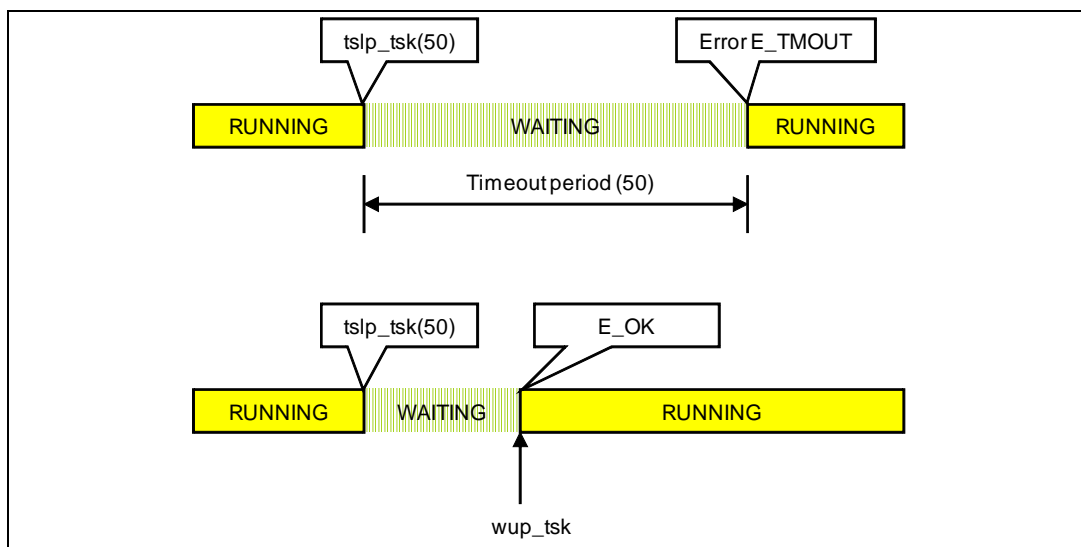 tslp_tsk(50)
Error E_TMOUT
RUNNING
WAITING
RUNNING
Timeout period (50)
tslp_tsk(50)
E_OK
RUNNING
WAITING
RUNNING
wup_tsk